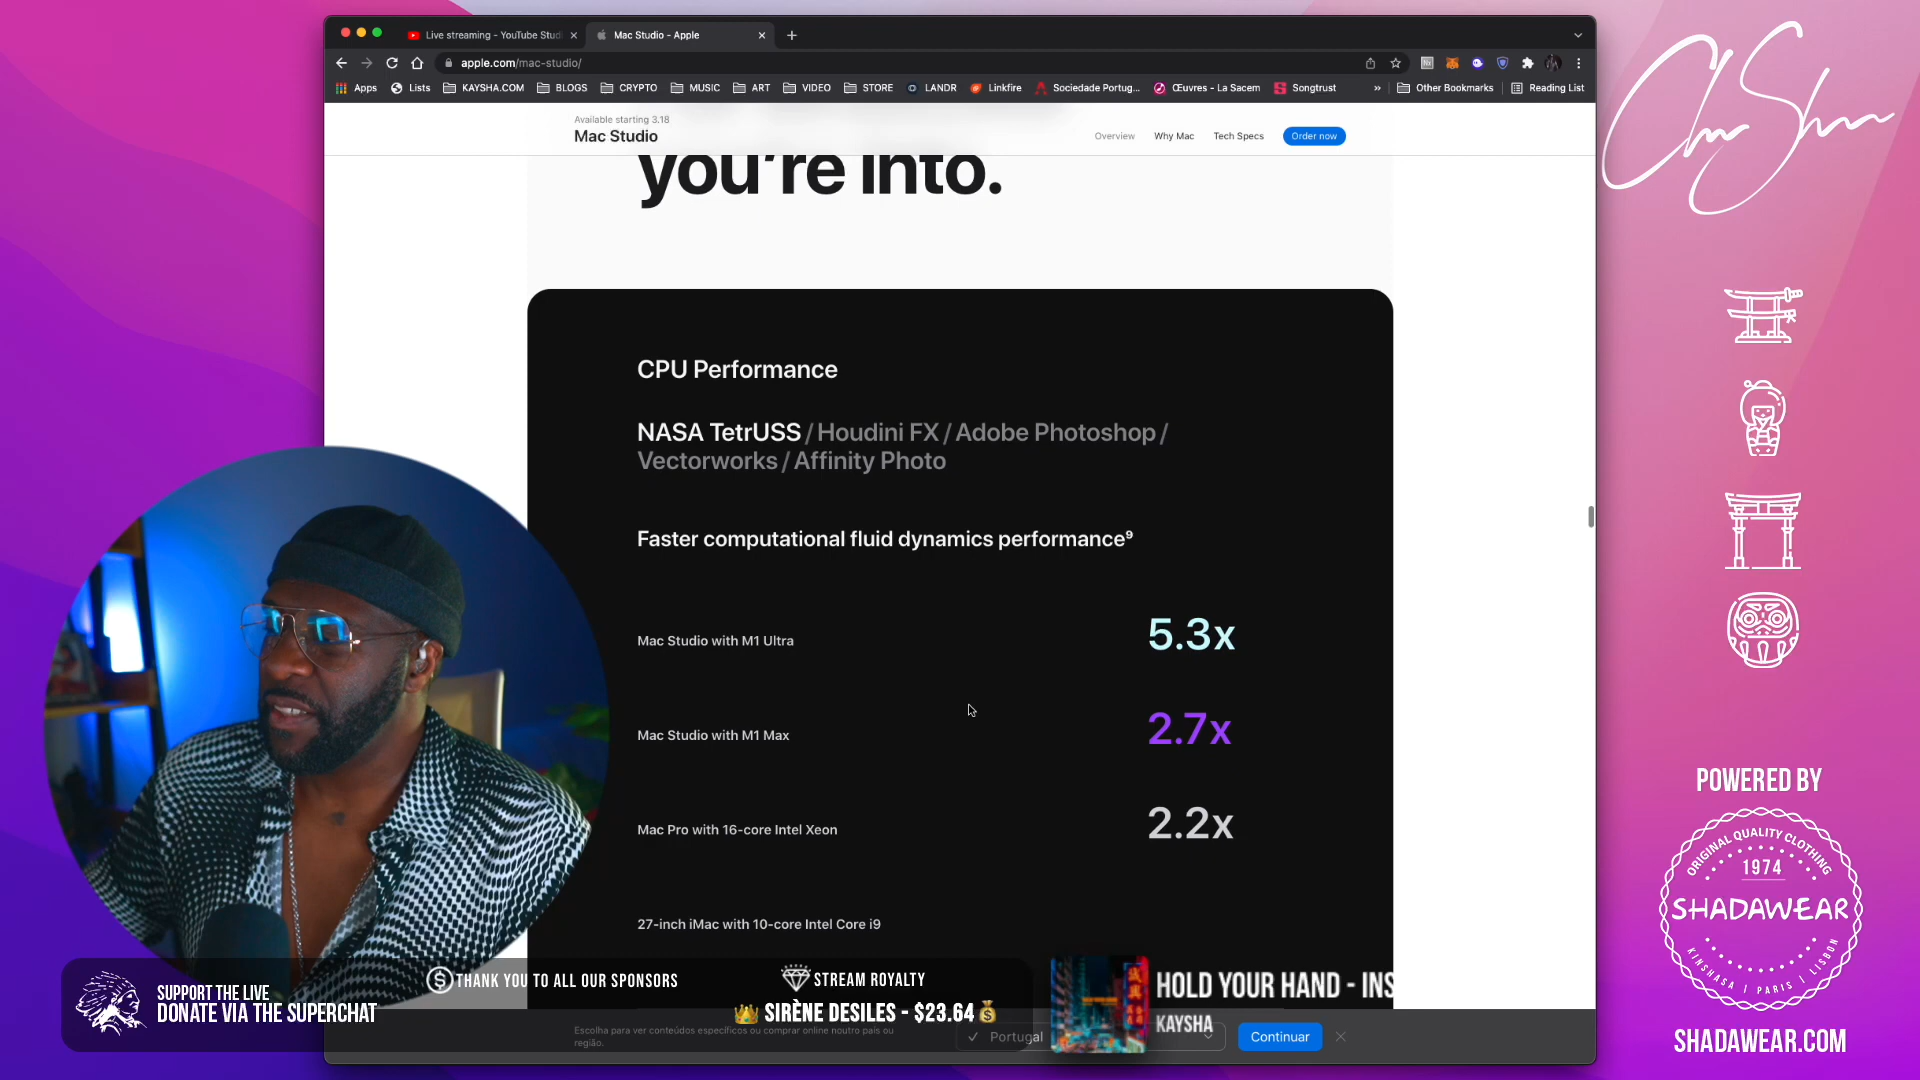 Live streaming - YouTube Stud
Mac Studio - Apple
apple.com/mac-studio/
Apps
Lists
KAYSHA.COM
BLOGS
CRYPTO
MUSIC
ART
VIDEO
STORE
LANDR
Linkfire
Sociedade Portug...
Œuvres - La Sacem
Songtrust
»
Other Bookmarks
Reading List
Available starting 3.18
Mac Studio
Overview
Why Mac
Tech Specs
Order now
you're into.
CPU Performance
NASA TetrUSS / Houdini FX / Adobe Photoshop /
Vectorworks / Affinity Photo
Faster computational fluid dynamics performance⁹
Mac Studio with M1 Ultra
5.3x
Mac Studio with M1 Max
2.7x
Mac Pro with 16-core Intel Xeon
2.2x
27-inch iMac with 10-core Intel Core i9
SUPPORT THE LIVE
DONATE VIA THE SUPERCHAT
THANK YOU TO ALL OUR SPONSORS
STREAM ROYALTY
SIRÈNE DESILES - $23.64
HOLD YOUR HAND - INS
KAYSHA
Escolha para ver conteúdos específicos ou comprar online noutro país ou
região.
Portugal
Continuar
POWERED BY
ORIGINAL QUALITY CLOTHING
1974
SHADAWEAR
KINSHASA | PARIS | LISBON
SHADAWEAR.COM